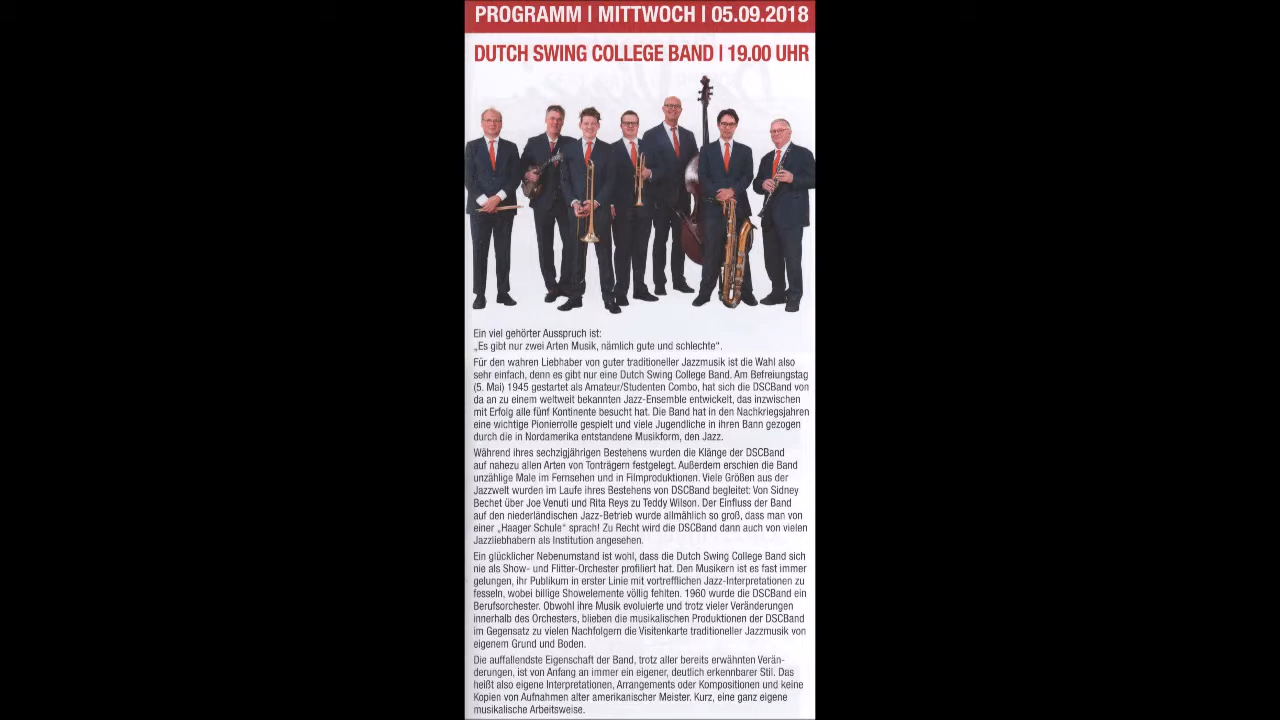 PROGRAMM | MITTWOCH | 05.09.2018
DUTCH SWING COLLEGE BAND | 19.00 UHR
Ein viel gehörter Ausspruch ist:
„Es gibt nur zwei Arten Musik, nämlich gute und schlechte“.
Für den wahren Liebhaber von guter traditioneller Jazzmusik ist die Wahl also
sehr einfach, denn es gibt nur eine Dutch Swing College Band. Am Befreiungstag
(5. Mai) 1945 gestartet als Amateur/Studenten Combo, hat sich die DSCBand von
da an zu einem weltweit bekannten Jazz-Ensemble entwickelt, das inzwischen
mit Erfolg alle fünf Kontinente besucht hat. Die Band hat in den Nachkriegsjahren
eine wichtige Pionierrolle gespielt und viele Jugendliche in ihren Bann gezogen
durch die in Nordamerika entstandene Musikform, den Jazz.
Während ihres sechzigjährigen Bestehens wurden die Klänge der DSCBand
auf nahezu allen Arten von Tonträgern festgelegt. Außerdem erschien die Band
unzählige Male im Fernsehen und in Filmproduktionen. Viele Größen aus der
Jazzwelt wurden im Laufe ihres Bestehens von DSCBand begleitet: Von Sidney
Bechet über Joe Venuti und Rita Reys zu Teddy Wilson. Der Einfluss der Band
auf den niederländischen Jazz-Betrieb wurde allmählich so groß, dass man von
einer „Haager Schule“ sprach! Zu Recht wird die DSCBand dann auch von vielen
Jazzliebhabern als Institution angesehen.
Ein glücklicher Nebenumstand ist wohl, dass die Dutch Swing College Band sich
nie als Show- und Flitter-Orchester profiliert hat. Den Musikern ist es fast immer
gelungen, ihr Publikum in erster Linie mit vortrefflichen Jazz-Interpretationen zu
fesseln, wobei billige Showelemente völlig fehlten. 1960 wurde die DSCBand ein
Berufsorchester. Obwohl ihre Musik evoluierte und trotz vieler Veränderungen
innerhalb des Orchesters, blieben die musikalischen Produktionen der DSCBand
im Gegensatz zu vielen Nachfolgern die Visitenkarte traditioneller Jazzmusik von
eigenem Grund und Boden.
Die auffallendste Eigenschaft der Band, trotz aller bereits erwähnten Verän-
derungen, ist von Anfang an immer ein eigener, deutlich erkennbarer Stil. Das
heißt also eigene Interpretationen, Arrangements oder Kompositionen und keine
Kopien von Aufnahmen alter amerikanischer Meister. Kurz, eine ganz eigene
musikalische Arbeitsweise.